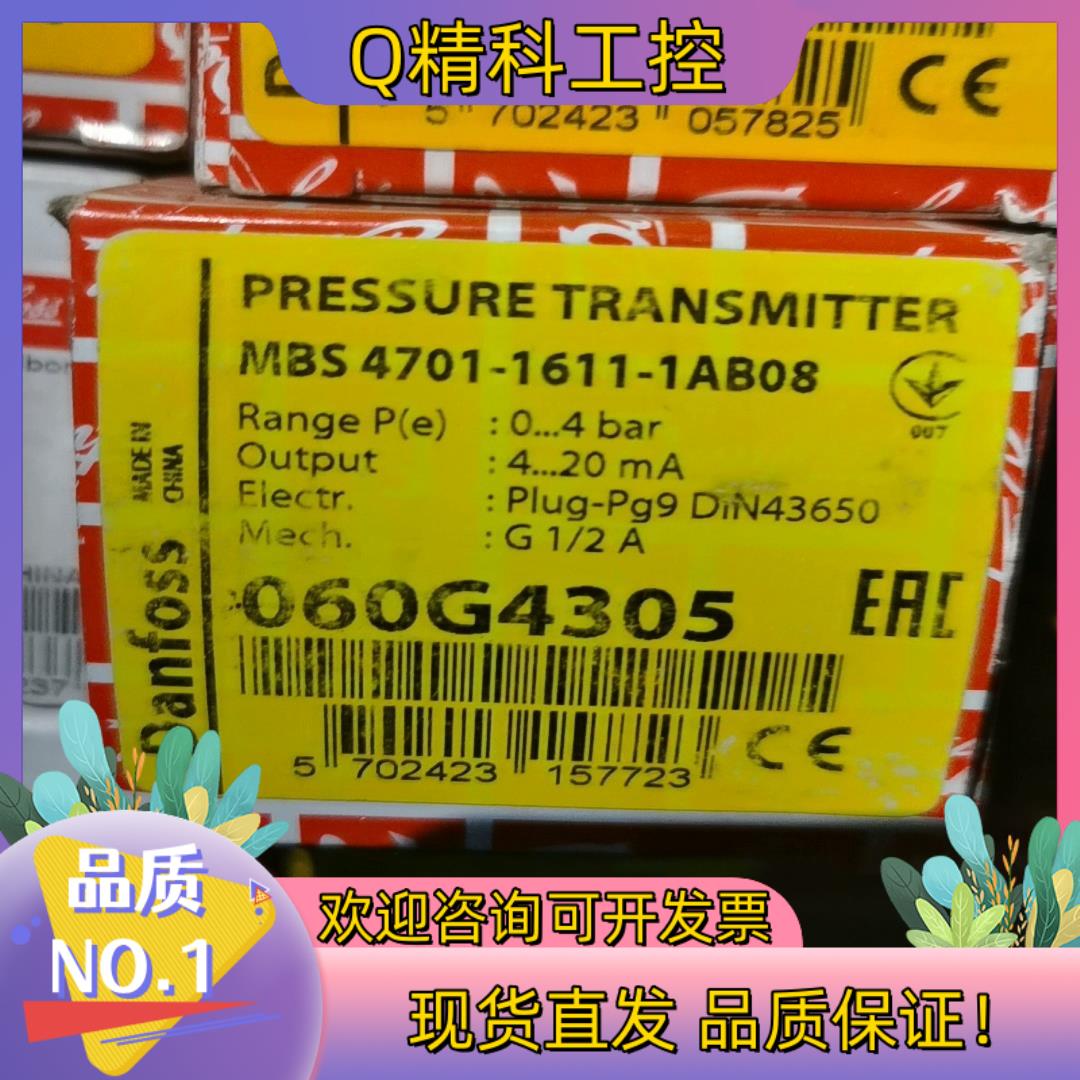 Q精科工控
5 702423 057825
CE
PRESSURE TRANSMITTER
MBS 4701-1611-1AB08
Range P(e) : 0...4 bar
Output : 4...20 mA
Electr. : Plug-Pg9 DIN43650
Mech. : G 1/2 A
007
MADE IN
CHINA
Danfoss
060G4305
EAC
5 702423 157723
CE
品质
NO.1
欢迎咨询可开发票
现货直发 品质保证!